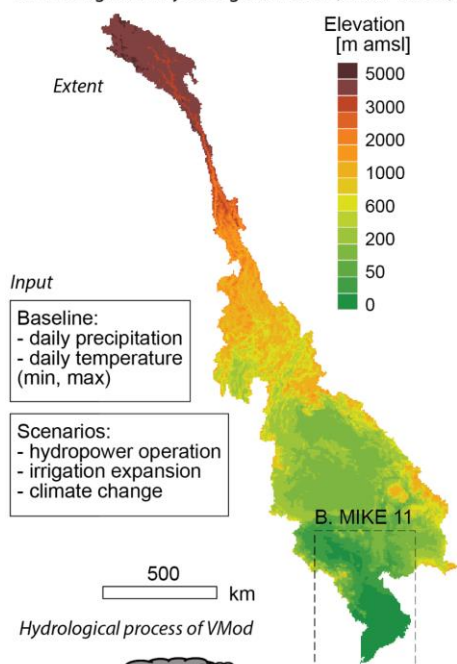 Elevation
[m amsl]
Extent
5000
3000
2000
1000
600
200
50
0
Input
Baseline:
- daily precipitation
- daily temperature
(min, max)
Scenarios:
- hydropower operation
- irrigation expansion
- climate change
B. MIKE 11
500
km
Hydrological process of VMod